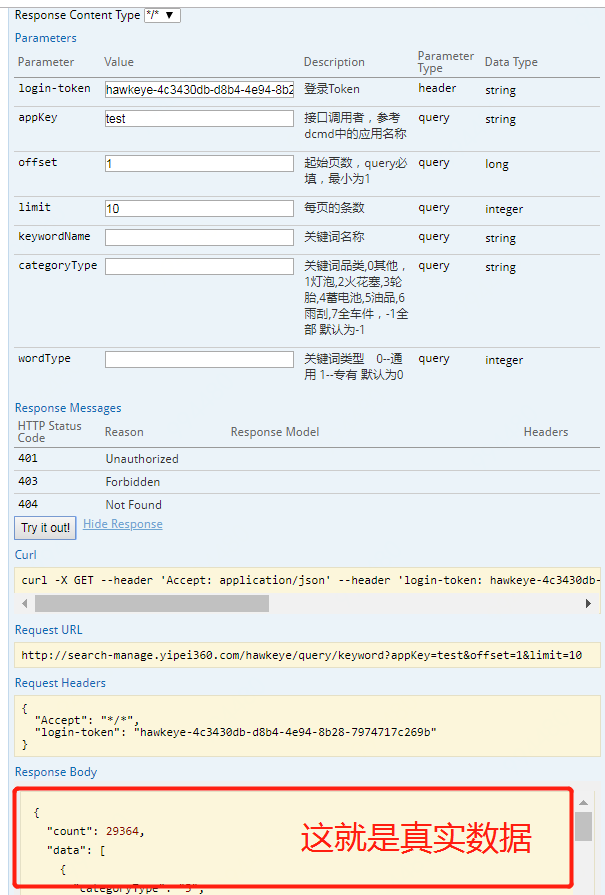 Response Content Type */*
Parameters
Parameter Value Description Parameter Type Data Type
login-token hawkeye-4c3430db-d8b4-4e94-8b2 登录Token header string
appKey test 接口调用者，参考 query string
dcmd中的应用名称
offset 1 起始页数，query必 query long
填，最小为1
limit 10 每页的条数 query integer
keywordName 关键词名称 query string
categoryType 关键词品类,0其他， query string
1灯泡,2火花塞,3轮
胎,4蓄电池,5油品,6
雨刮,7全车件，-1全
部 默认为-1
wordType 关键词类型 0--通 query integer
用 1--专有 默认为0
Response Messages
HTTP Status Code Reason Response Model Headers
401 Unauthorized
403 Forbidden
404 Not Found
Try it out! Hide Response
Curl
curl -X GET --header 'Accept: application/json' --header 'login-token: hawkeye-4c3430db-
Request URL
http://search-manage.yipei360.com/hawkeye/query/keyword?appKey=test&offset=1&limit=10
Request Headers
{
"Accept": "*/*",
"login-token": "hawkeye-4c3430db-d8b4-4e94-8b28-7974717c269b"
}
Response Body
{
"count": 29364,
"data": [
{
"categoryType": "3",
这就是真实数据